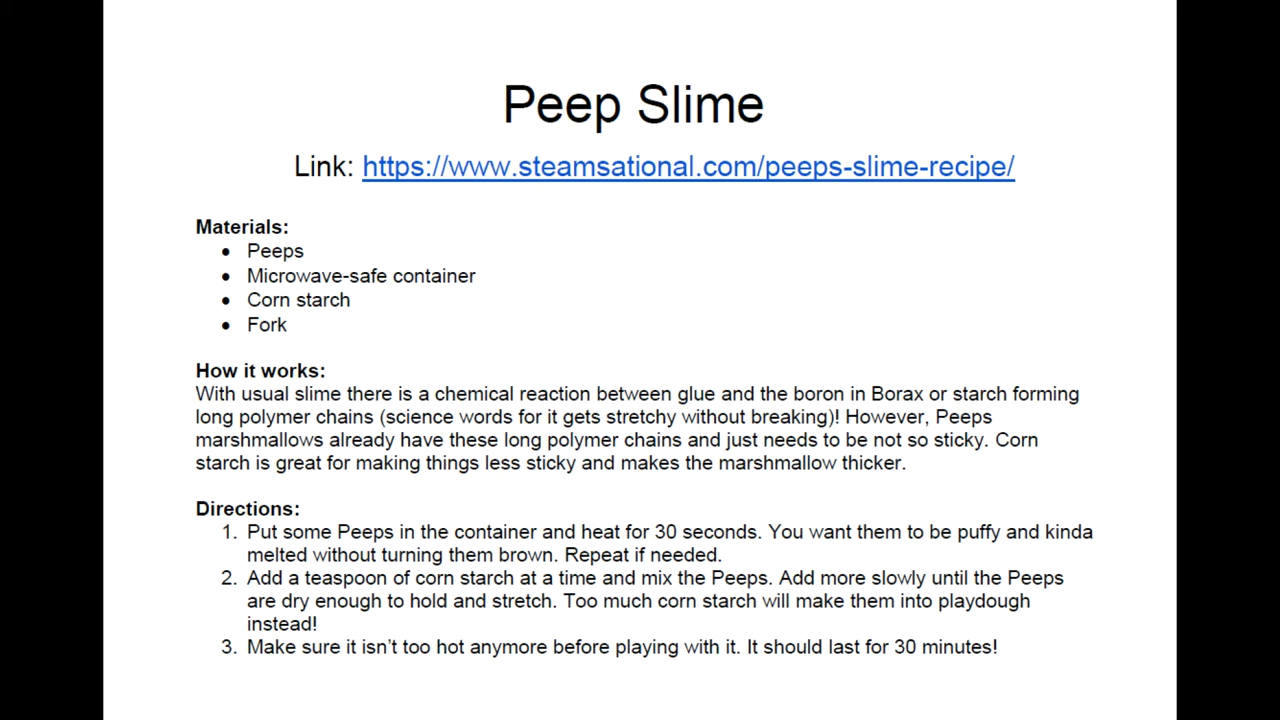 Peep Slime
Link: https://www.steamsational.com/peeps-slime-recipe/
Materials:
• Peeps
• Microwave-safe container
• Corn starch
• Fork
How it works:
With usual slime there is a chemical reaction between glue and the boron in Borax or starch forming
long polymer chains (science words for it gets stretchy without breaking)! However, Peeps
marshmallows already have these long polymer chains and just needs to be not so sticky. Corn
starch is great for making things less sticky and makes the marshmallow thicker.
Directions:
1. Put some Peeps in the container and heat for 30 seconds. You want them to be puffy and kinda
melted without turning them brown. Repeat if needed.
2. Add a teaspoon of corn starch at a time and mix the Peeps. Add more slowly until the Peeps
are dry enough to hold and stretch. Too much corn starch will make them into playdough
instead!
3. Make sure it isn't too hot anymore before playing with it. It should last for 30 minutes!